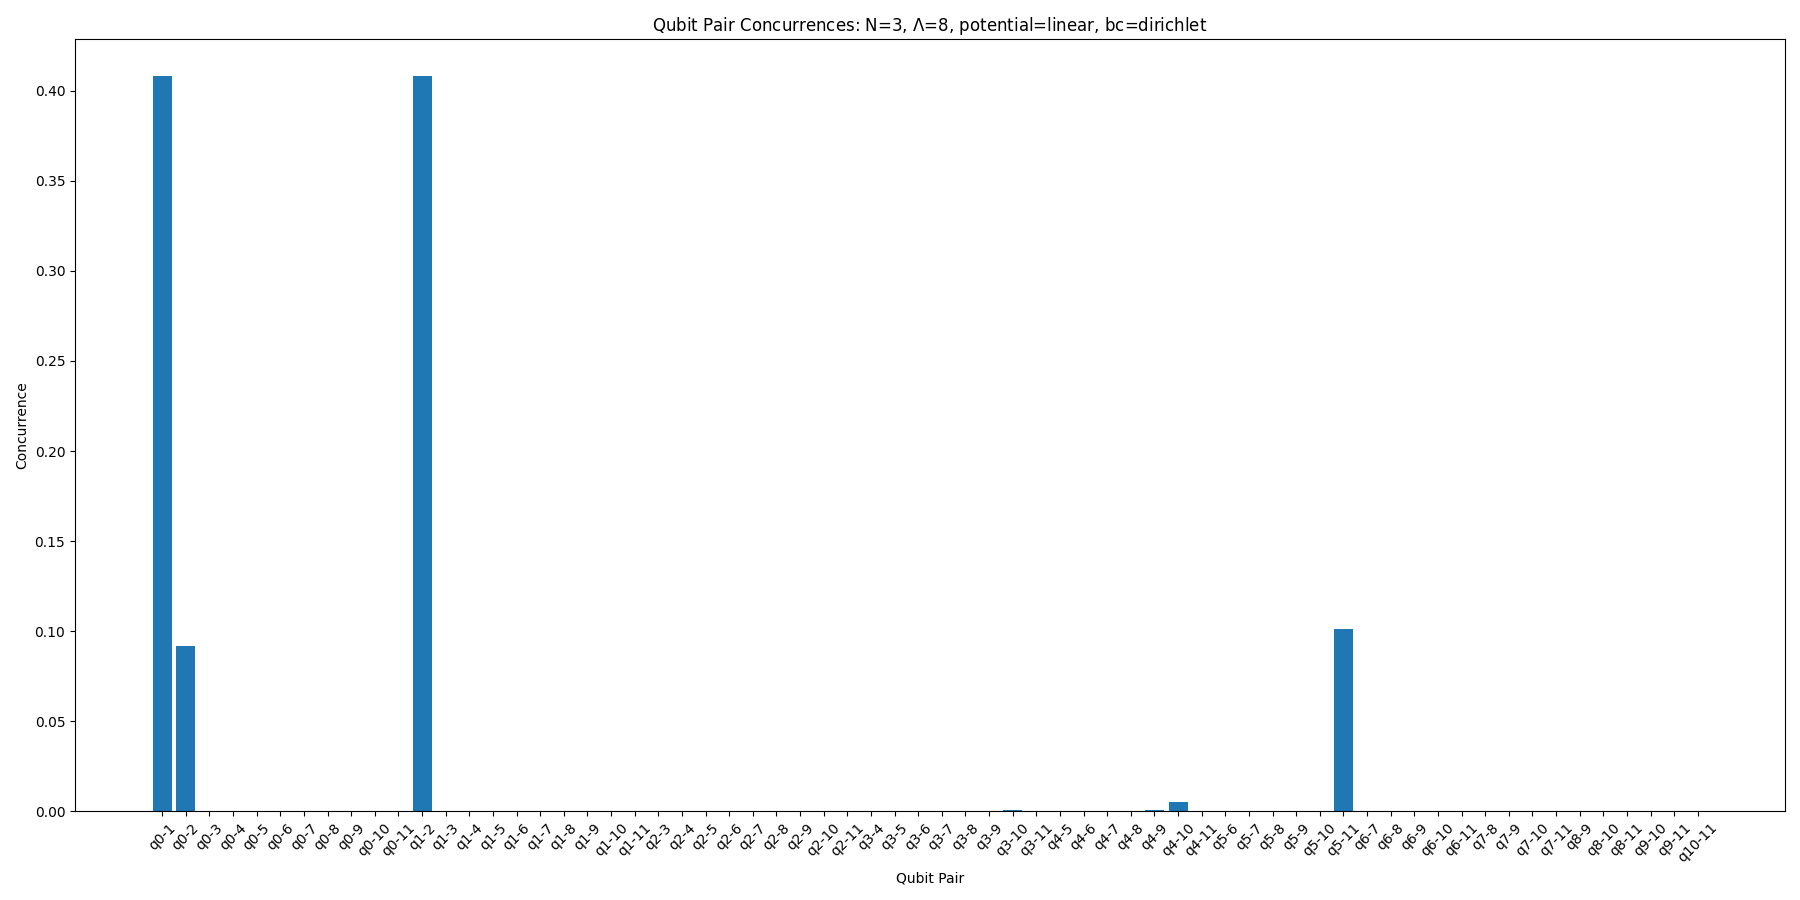 Qubit Pair Concurrences: N=3, Λ=8, potential=linear, bc=dirichlet
Concurrence
0.40
0.35
0.30
0.25
0.20
0.15
0.10
0.05
0.00
q0-1 q0-2 q0-3 q0-4 q0-5 q0-6 q0-7 q0-8 q0-9 q0-10 q0-11 q1-2 q1-3 q1-4 q1-5 q1-6 q1-7 q1-8 q1-9 q1-10 q1-11 q2-3 q2-4 q2-5 q2-6 q2-7 q2-8 q2-9 q2-10 q2-11 q3-4 q3-5 q3-6 q3-7 q3-8 q3-9 q3-10 q3-11 q4-5 q4-6 q4-7 q4-8 q4-9 q4-10 q4-11 q5-6 q5-7 q5-8 q5-9 q5-10 q5-11 q6-7 q6-8 q6-9 q6-10 q6-11 q7-8 q7-9 q7-10 q7-11 q8-9 q8-10 q8-11 q9-10 q9-11 q10-11
Qubit Pair